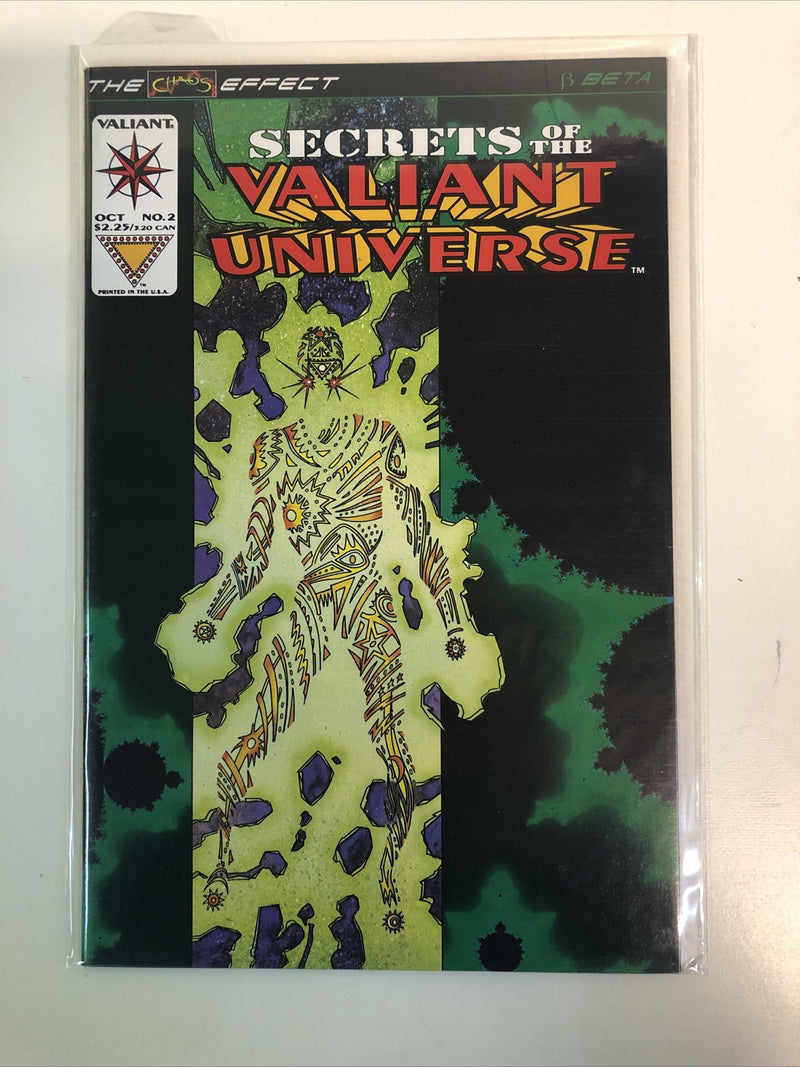 THE CHAOS EFFECT
β BETA
VALIANT
OCT NO.2
$2.25/3.20 CAN
TM
PRINTED IN THE U.S.A.
SECRETS OF THE
VALIANT
UNIVERSE TM